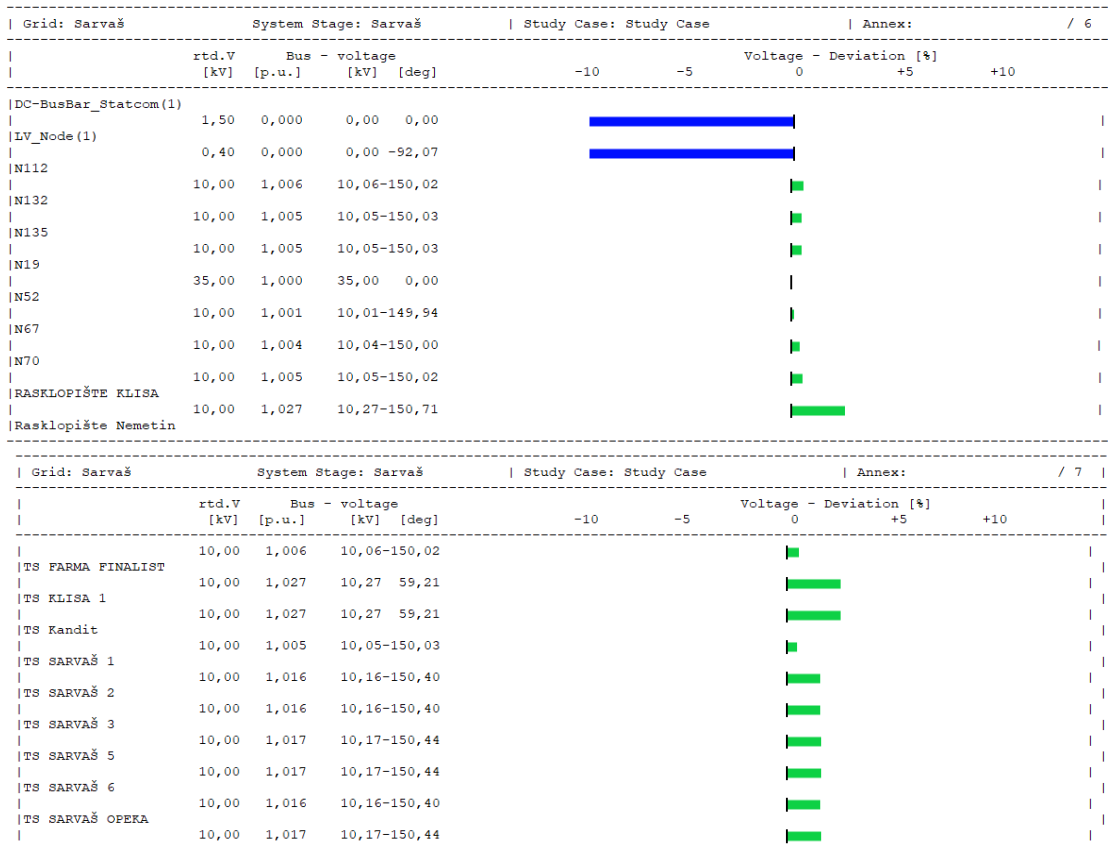 | Grid: Sarvaš System Stage: Sarvaš | Study Case: Study Case | Annex: / 6
| rtd.V Bus - voltage Voltage - Deviation [%]
| [kV] [p.u.] [kV] [deg] -10 -5 0 +5 +10
|DC-BusBar_Statcom(1)
| 1,50 0,000 0,00 0,00 |
|LV_Node(1)
| 0,40 0,000 0,00 -92,07 |
|N112
| 10,00 1,006 10,06-150,02 |
|N132
| 10,00 1,005 10,05-150,03 |
|N135
| 10,00 1,005 10,05-150,03 |
|N19
| 35,00 1,000 35,00 0,00 |
|N52
| 10,00 1,001 10,01-149,94 |
|N67
| 10,00 1,004 10,04-150,00 |
|N70
| 10,00 1,005 10,05-150,02 |
|RASKLOPIŠTE KLISA
| 10,00 1,027 10,27-150,71 |
|Rasklopište Nemetin
| Grid: Sarvaš System Stage: Sarvaš | Study Case: Study Case | Annex: / 7 |
| rtd.V Bus - voltage Voltage - Deviation [%] |
| [kV] [p.u.] [kV] [deg] -10 -5 0 +5 +10 |
| 10,00 1,006 10,06-150,02 |
|TS FARMA FINALIST |
| 10,00 1,027 10,27 59,21 |
|TS KLISA 1 |
| 10,00 1,027 10,27 59,21 |
|TS Kandit |
| 10,00 1,005 10,05-150,03 |
|TS SARVAŠ 1 |
| 10,00 1,016 10,16-150,40 |
|TS SARVAŠ 2 |
| 10,00 1,016 10,16-150,40 |
|TS SARVAŠ 3 |
| 10,00 1,017 10,17-150,44 |
|TS SARVAŠ 5 |
| 10,00 1,017 10,17-150,44 |
|TS SARVAŠ 6 |
| 10,00 1,016 10,16-150,40 |
|TS SARVAŠ OPEKA |
| 10,00 1,017 10,17-150,44 |